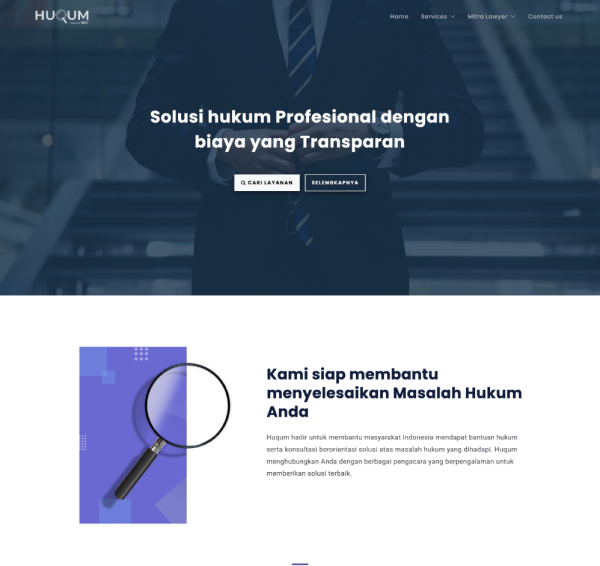 HUQUM
Home Services Mitra Lawyer Contact us
Solusi hukum Profesional dengan
biaya yang Transparan
CARI LAYANAN SELENGKAPNYA
Kami siap membantu
menyelesaikan Masalah Hukum
Anda
Huqum hadir untuk membantu masyarakat Indonesia mendapat bantuan hukum
serta konsultasi berorientasi solusi atas masalah hukum yang dihadapi. Huqum
menghubungkan Anda dengan berbagai pengacara yang berpengalaman untuk
memberikan solusi terbaik.